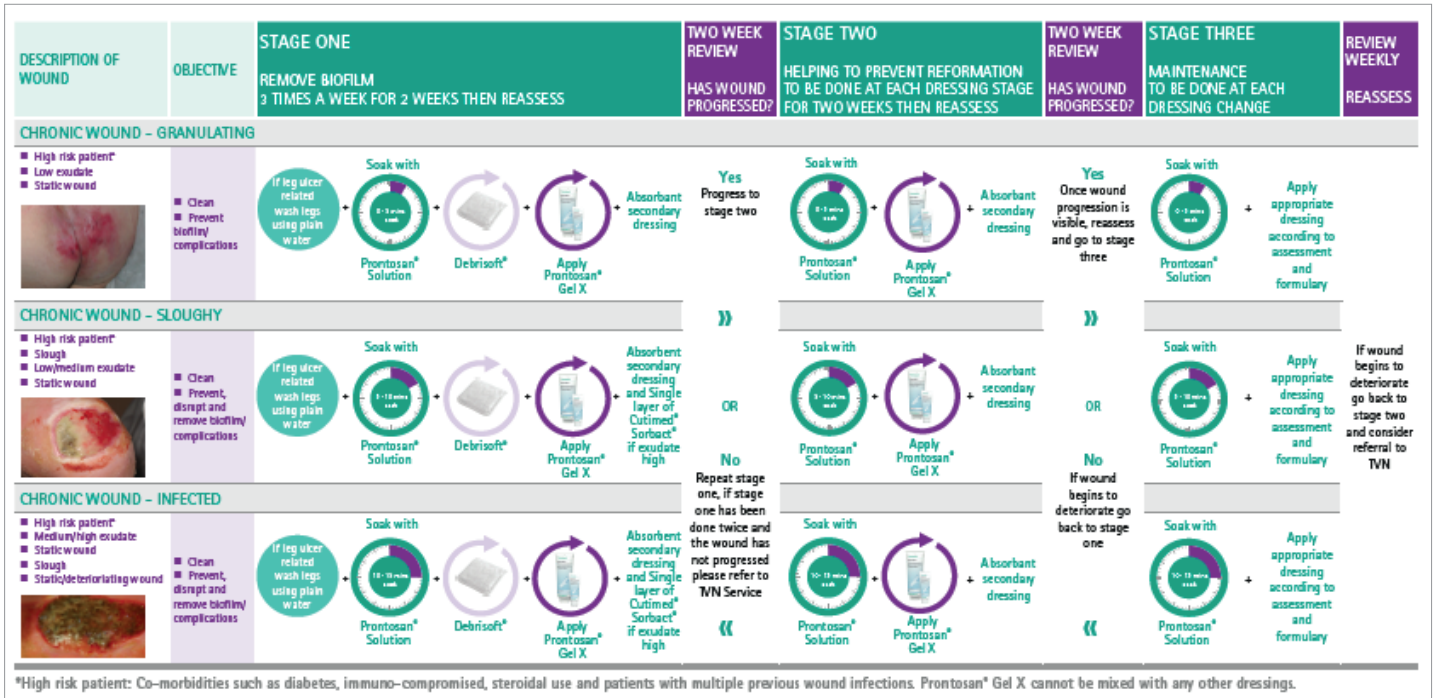 DESCRIPTION OF
WOUND
OBJECTIVE
STAGE ONE
REMOVE BIOFILM
3 TIMES A WEEK FOR 2 WEEKS THEN REASSESS
TWO WEEK
REVIEW
HAS WOUND
PROGRESSED?
STAGE TWO
HELPING TO PREVENT REFORMATION
TO BE DONE AT EACH DRESSING STAGE
FOR TWO WEEKS THEN REASSESS
TWO WEEK
REVIEW
HAS WOUND
PROGRESSED?
STAGE THREE
MAINTENANCE
TO BE DONE AT EACH
DRESSING CHANGE
REVIEW
WEEKLY
REASSESS
CHRONIC WOUND – GRANULATING
High risk patient*
Low exudate
Static wound
Clean
Prevent
biofilm/
complications
If leg ulcer
related
wash legs
using plain
water
+
Soak with
Prontosan®
Solution
+
Debrisoft®
+
Apply
Prontosan®
Gel X
+
Absorbant
secondary
dressing
Yes
Progress to
stage two
Soak with
Prontosan®
Solution
+
Apply
Prontosan®
Gel X
+
Absorbant
secondary
dressing
Yes
Once wound
progression is
visible, reassess
and go to stage
three
Soak with
Prontosan®
Solution
+
Apply
appropriate
dressing
according to
assessment
and
formulary
CHRONIC WOUND – SLOUGHY
»
»
High risk patient*
Slough
Low/medium exudate
Static wound
Clean
Prevent,
disrupt and
remove biofilm/
complications
If leg ulcer
related
wash legs
using plain
water
+
Soak with
Prontosan®
Solution
+
Debrisoft®
+
Apply
Prontosan®
Gel X
+
Absorbent
secondary
dressing
and Single
layer of
Cutimed®
Sorbact®
if exudate
high
OR
No
Repeat stage
one, if stage
one has been
done twice and
the wound has
not progressed
please refer to
TVN Service
Soak with
Prontosan®
Solution
+
Apply
Prontosan®
Gel X
+
Absorbant
secondary
dressing
OR
No
If wound
begins to
deteriorate go
back to stage
one
Soak with
Prontosan®
Solution
+
Apply
appropriate
dressing
according to
assessment
and
formulary
If wound
begins to
deteriorate
go back to
stage two
and consider
referral to
TVN
CHRONIC WOUND – INFECTED
High risk patient*
Medium/high exudate
Static wound
Slough
Static/deterioriating wound
Clean
Prevent,
disrupt and
remove biofilm/
complications
If leg ulcer
related
wash legs
using plain
water
+
Soak with
Prontosan®
Solution
+
Debrisoft®
+
Apply
Prontosan®
Gel X
+
Absorbent
secondary
dressing
and Single
layer of
Cutimed®
Sorbact®
if exudate
high
«
Soak with
Prontosan®
Solution
+
Apply
Prontosan®
Gel X
+
Absorbent
secondary
dressing
«
Soak with
Prontosan®
Solution
+
Apply
appropriate
dressing
according to
assessment
and
formulary
*High risk patient: Co–morbidities such as diabetes, immuno–compromised, steroidal use and patients with multiple previous wound infections. Prontosan® Gel X cannot be mixed with any other dressings.